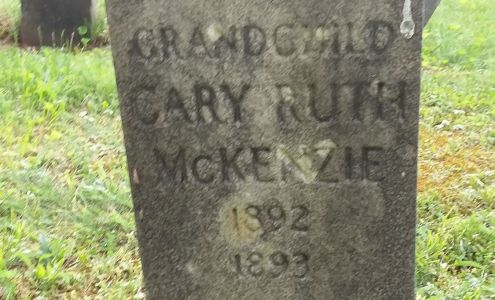 GRANDCHILD
CARY RUTH
McKENZIE
1892
1893